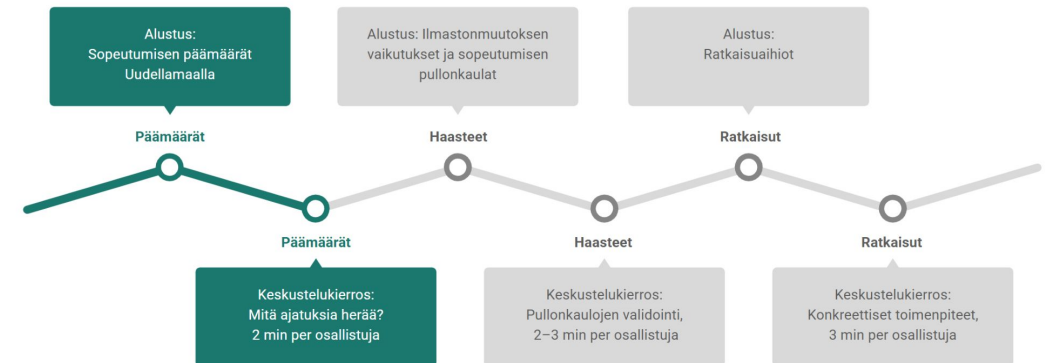 Alustus:
Sopeutumisen päämäärät
Uudellamaalla
Alustus: Ilmastonmuutoksen
vaikutukset ja sopeutumisen
pullonkaulat
Alustus:
Ratkaisuaihiot
Päämäärät
Haasteet
Ratkaisut
Päämäärät
Haasteet
Ratkaisut
Keskustelukierros:
Mitä ajatuksia herää?
2 min per osallistuja
Keskustelukierros:
Pullonkaulojen validointi,
2–3 min per osallistuja
Keskustelukierros:
Konkreettiset toimenpiteet,
3 min per osallistuja